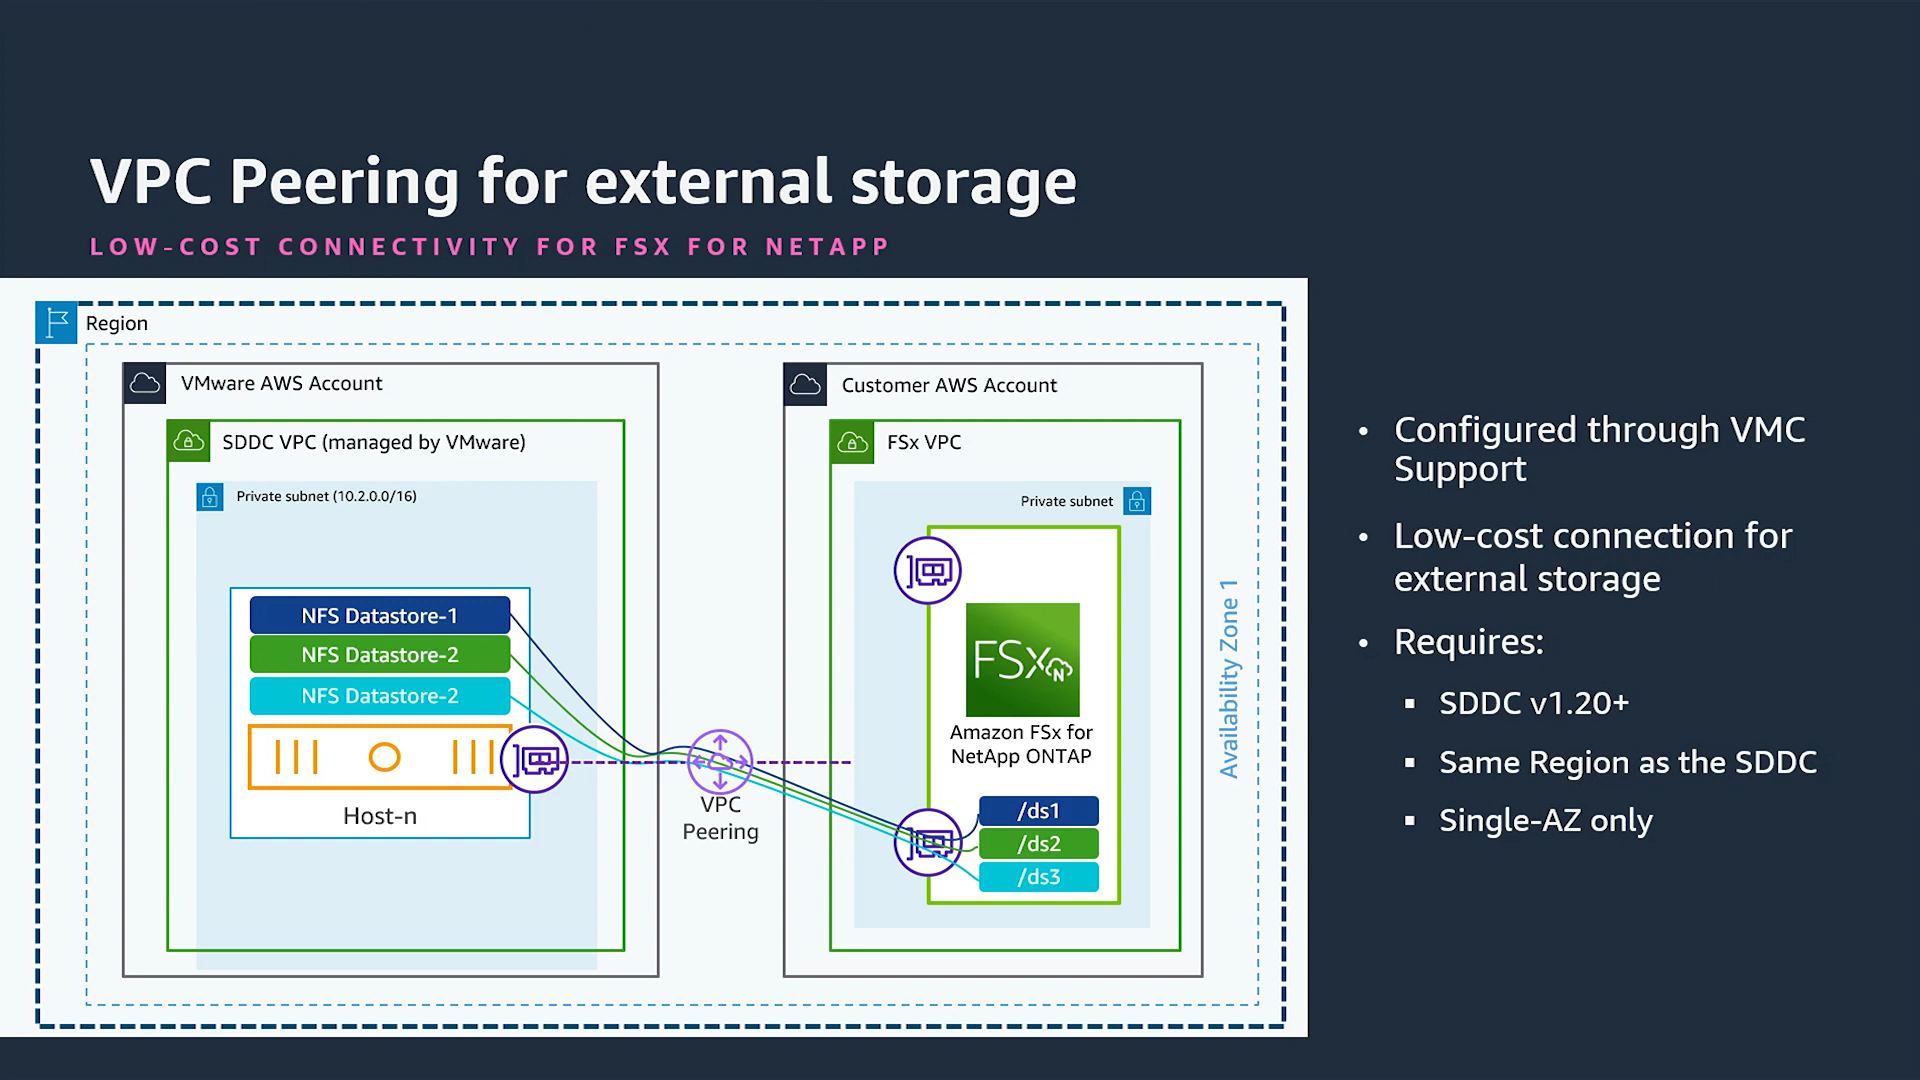 VPC Peering for external storage
LOW-COST CONNECTIVITY FOR FSX FOR NETAPP
Region
VMware AWS Account
SDDC VPC (managed by VMware)
Private subnet (10.2.0.0/16)
NFS Datastore-1
NFS Datastore-2
NFS Datastore-2
Host-n
VPC
Peering
Customer AWS Account
FSx VPC
Private subnet
FSx
N
Amazon FSx for
NetApp ONTAP
/ds1
/ds2
/ds3
Availability Zone 1
• Configured through VMC
Support
• Low-cost connection for
external storage
• Requires:
▪ SDDC v1.20+
▪ Same Region as the SDDC
▪ Single-AZ only